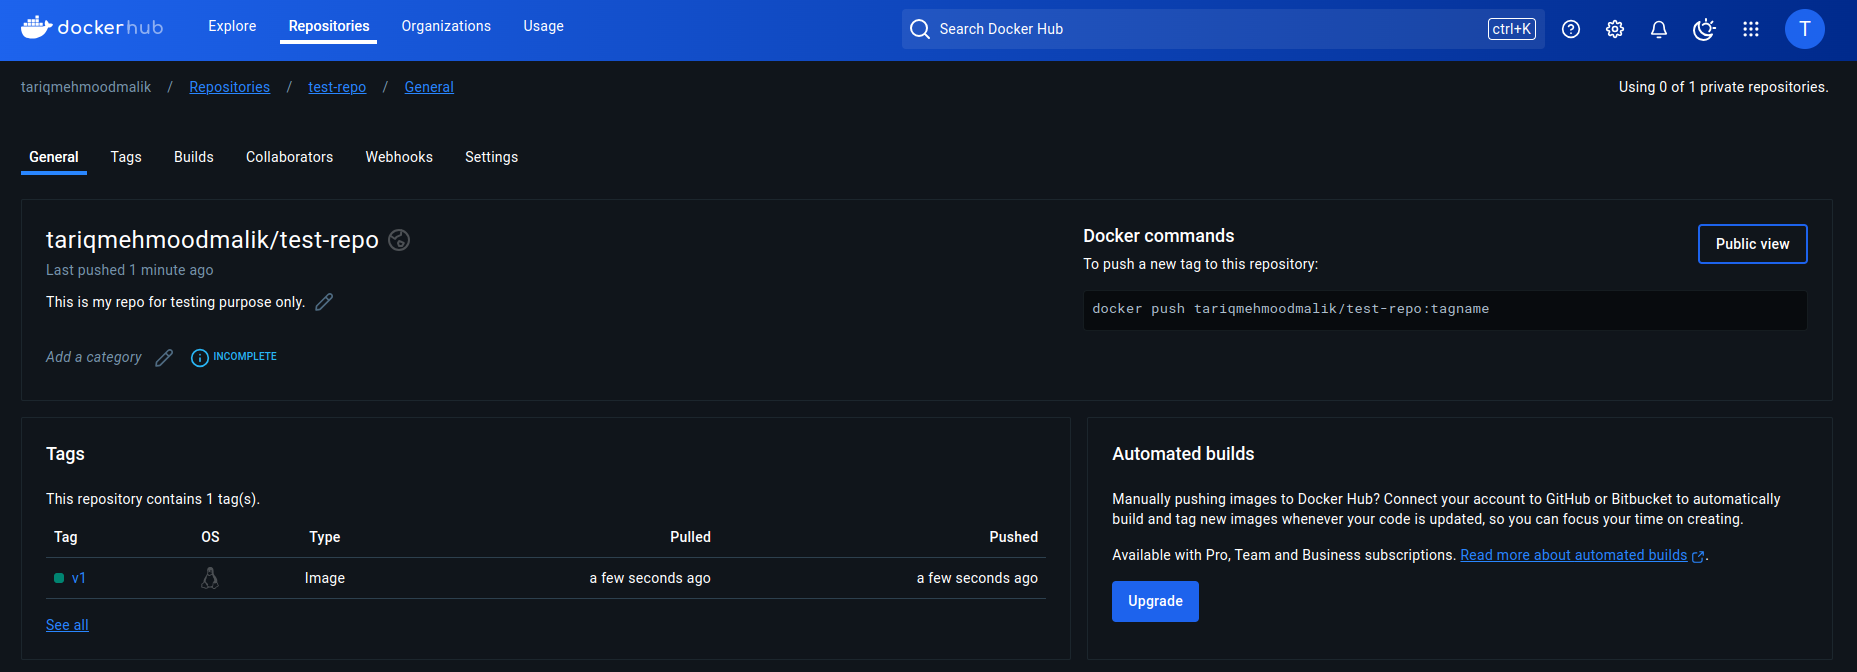 dockerhub Explore Repositories Organizations Usage Search Docker Hub ctrl+K T
tariqmehmoodmalik / Repositories / test-repo / General Using 0 of 1 private repositories.
General Tags Builds Collaborators Webhooks Settings
tariqmehmoodmalik/test-repo
Last pushed 1 minute ago
This is my repo for testing purpose only.
Add a category INCOMPLETE
Docker commands
Public view
To push a new tag to this repository:
docker push tariqmehmoodmalik/test-repo:tagname
Tags
This repository contains 1 tag(s).
Tag OS Type Pulled Pushed
v1 Image a few seconds ago a few seconds ago
See all
Automated builds
Manually pushing images to Docker Hub? Connect your account to GitHub or Bitbucket to automatically
build and tag new images whenever your code is updated, so you can focus your time on creating.
Available with Pro, Team and Business subscriptions. Read more about automated builds.
Upgrade